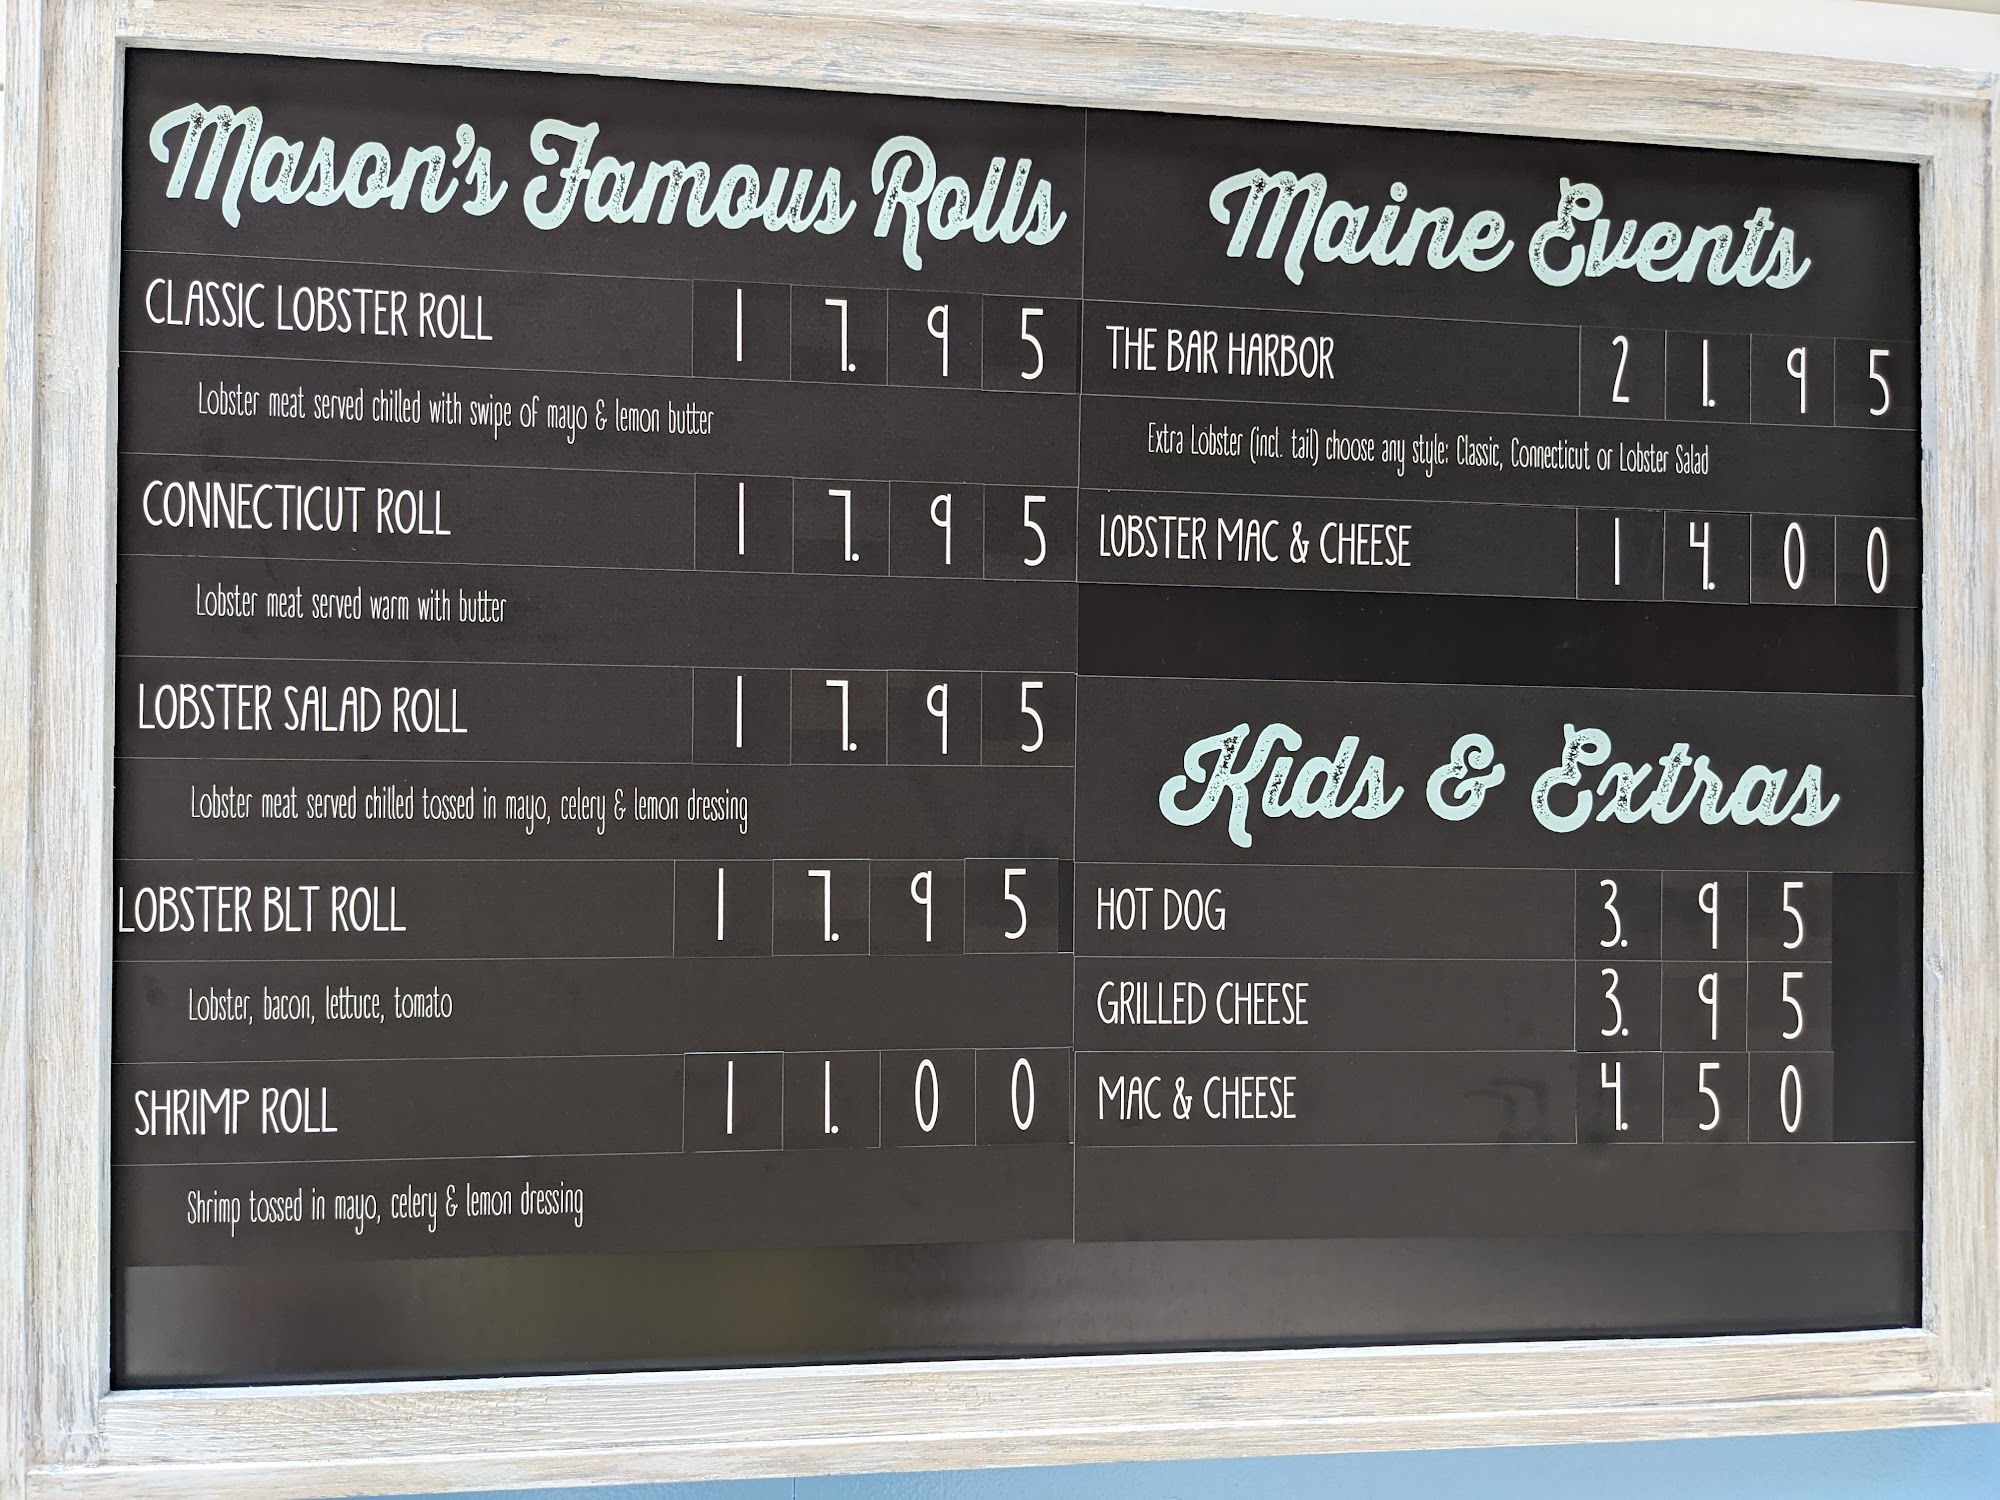 Mason's Famous Rolls
CLASSIC LOBSTER ROLL 17.95
Lobster meat served chilled with swipe of mayo & lemon butter
CONNECTICUT ROLL 17.95
Lobster meat served warm with butter
LOBSTER SALAD ROLL 17.95
Lobster meat served chilled tossed in mayo, celery & lemon dressing
LOBSTER BLT ROLL 17.95
Lobster, bacon, lettuce, tomato
SHRIMP ROLL 11.00
Shrimp tossed in mayo, celery & lemon dressing
Maine Events
THE BAR HARBOR 21.95
Extra Lobster (incl. tail) choose any style: Classic, Connecticut or Lobster Salad
LOBSTER MAC & CHEESE 14.00
Kids & Extras
HOT DOG 3.95
GRILLED CHEESE 3.95
MAC & CHEESE 4.50